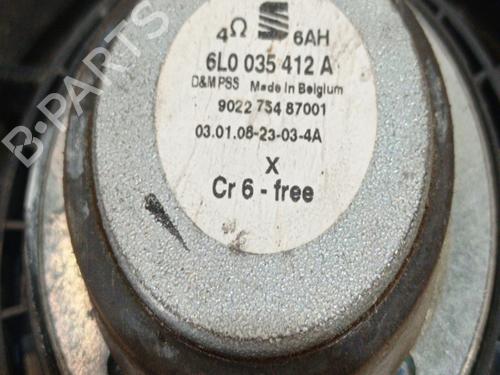 4Ω 6AH
6L0 035 412 A
D&M PSS Made in Belgium
9022 754 87001
03.01.08-23-03-4A
X
Cr 6 - free
B-PARTS